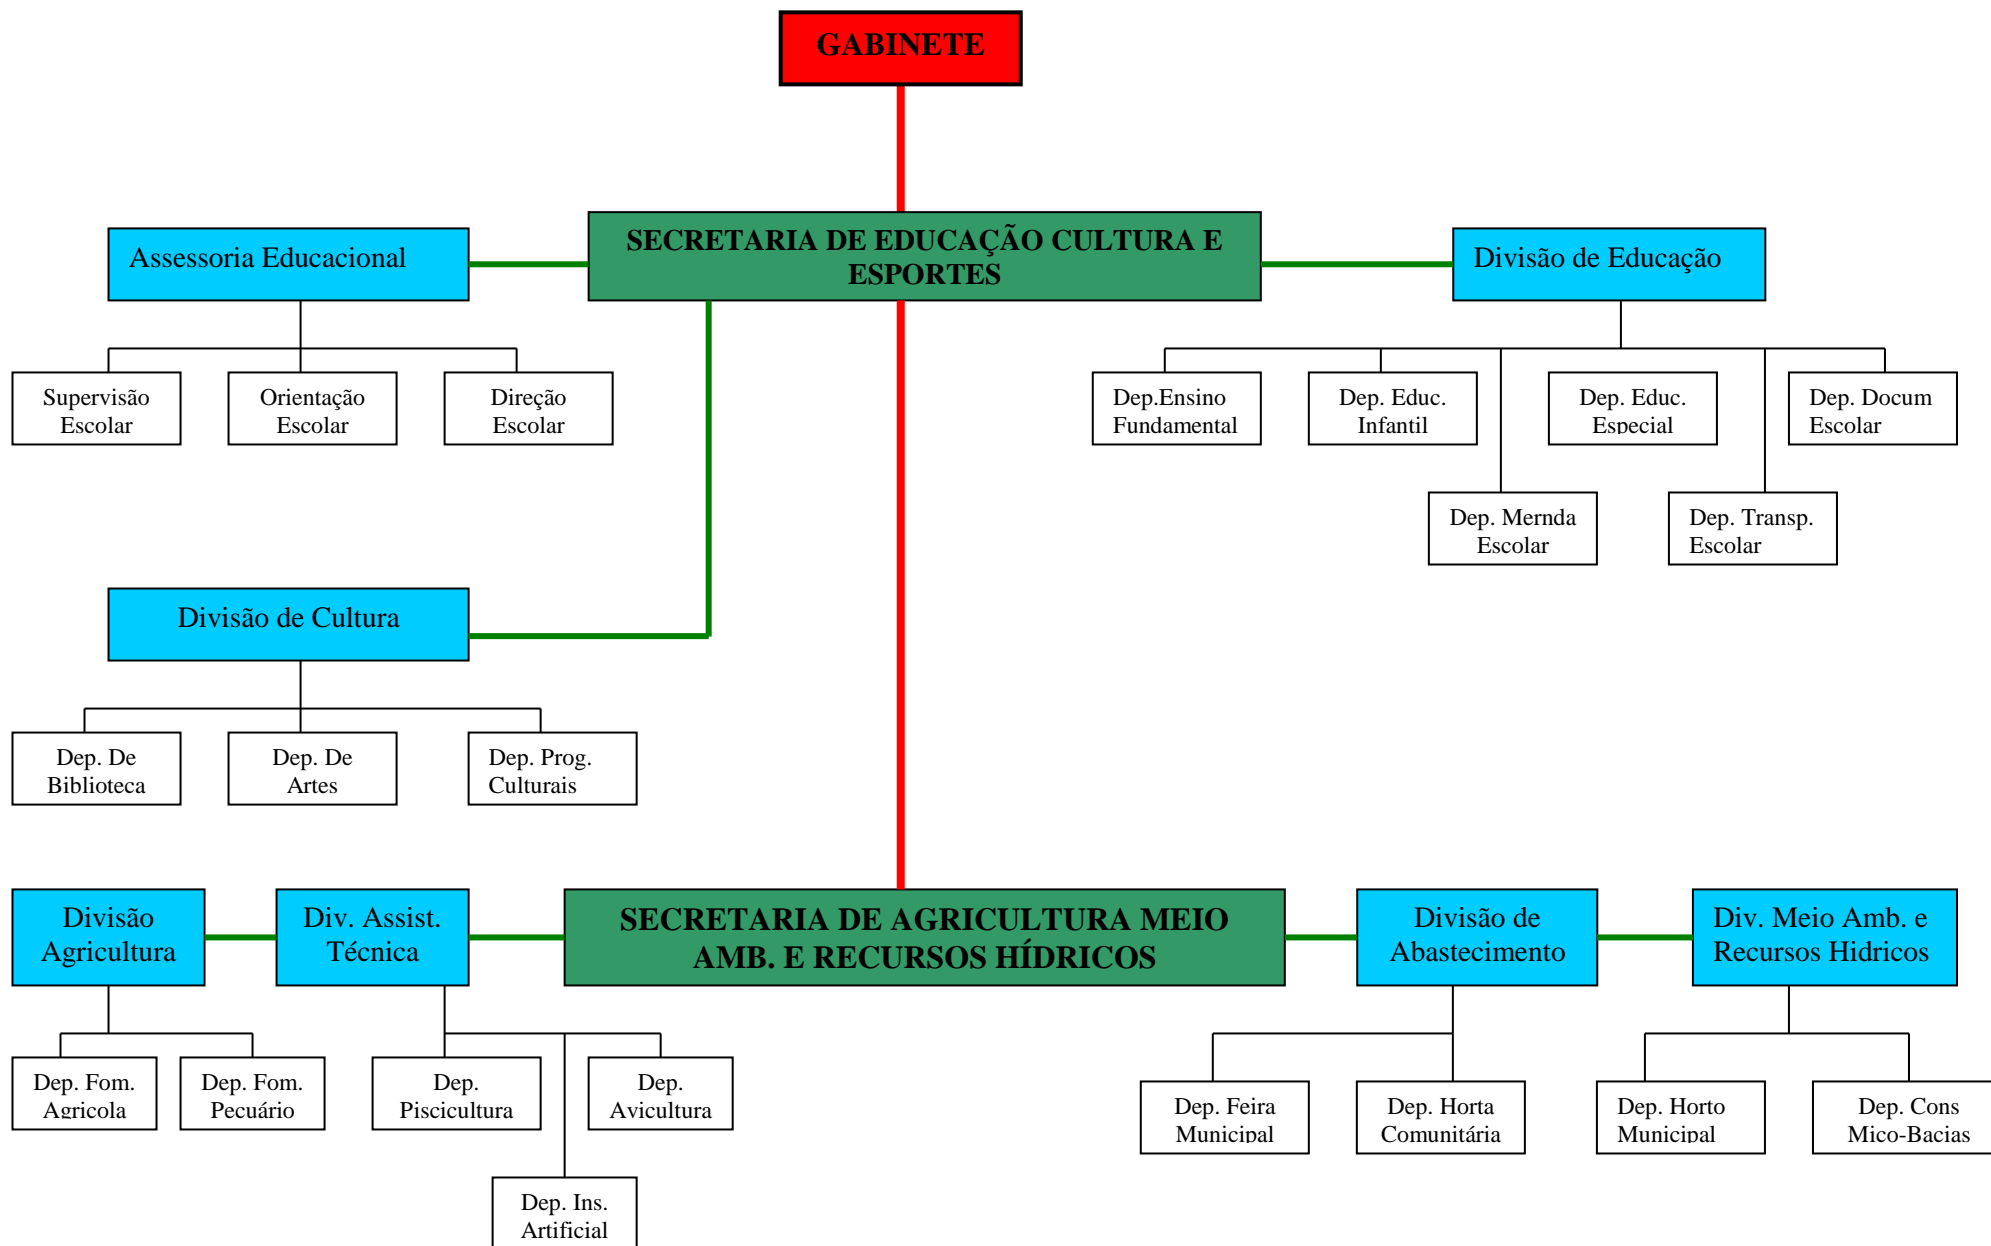 GABINETE
SECRETARIA DE EDUCAÇÃO CULTURA E
ESPORTES
Assessoria Educacional
Divisão de Educação
Supervisão
Escolar
Orientação
Escolar
Direção
Escolar
Dep.Ensino
Fundamental
Dep. Educ.
Infantil
Dep. Educ.
Especial
Dep. Docum
Escolar
Dep. Mernda
Escolar
Dep. Transp.
Escolar
Divisão de Cultura
Dep. De
Biblioteca
Dep. De
Artes
Dep. Prog.
Culturais
Divisão
Agricultura
Div. Assist.
Técnica
SECRETARIA DE AGRICULTURA MEIO
AMB. E RECURSOS HÍDRICOS
Divisão de
Abastecimento
Div. Meio Amb. e
Recursos Hidricos
Dep. Fom.
Agricola
Dep. Fom.
Pecuário
Dep.
Piscicultura
Dep.
Avicultura
Dep. Feira
Municipal
Dep. Horta
Comunitária
Dep. Horto
Municipal
Dep. Cons
Mico-Bacias
Dep. Ins.
Artificial